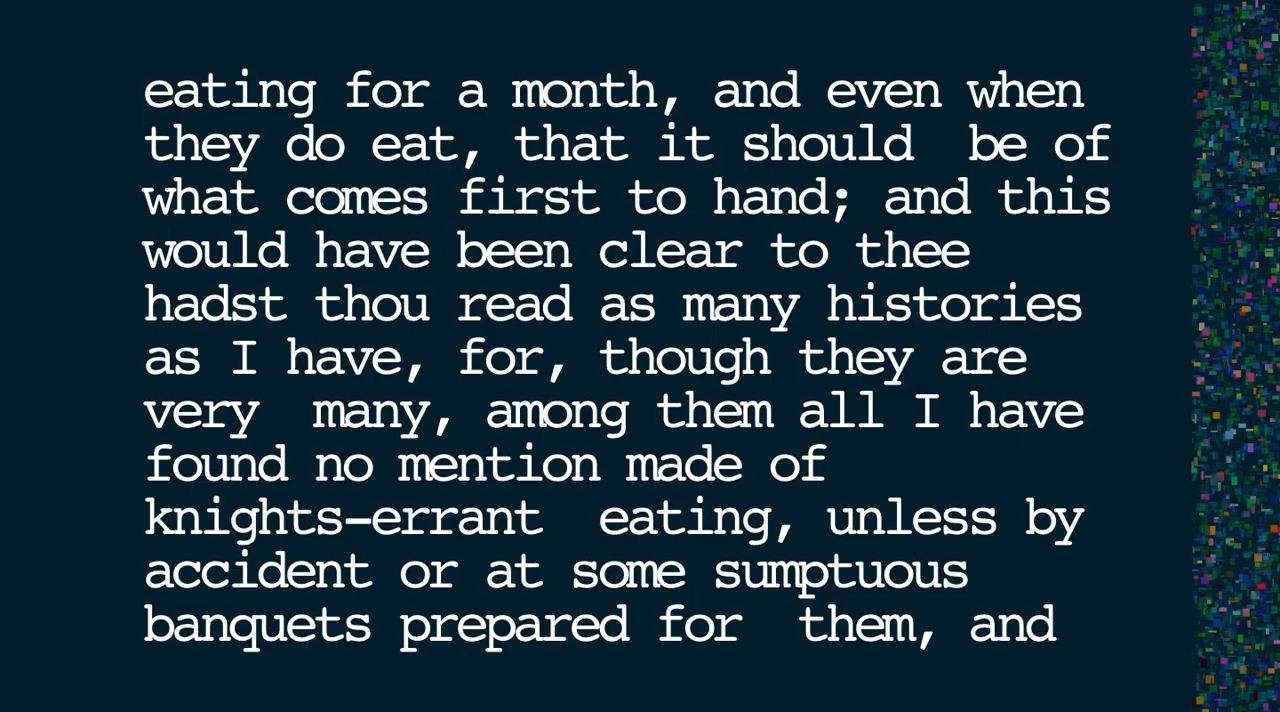 eating for a month, and even when
they do eat, that it should  be of
what comes first to hand; and this
would have been clear to thee
hadst thou read as many histories
as I have, for, though they are
very  many, among them all I have
found no mention made of
knights-errant  eating, unless by
accident or at some sumptuous
banquets prepared for  them, and